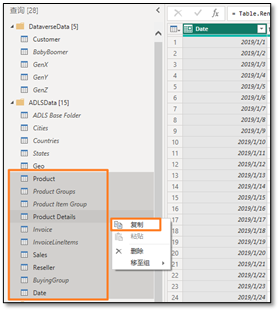 查询 [28]
DataverseData [5]
Customer
BabyBoomer
GenX
GenY
GenZ
ADLSData [15]
ADLS Base Folder
Cities
Countries
States
Geo
Product
Product Groups
Product Item Group
Product Details
Invoice
InvoiceLineItems
Sales
Reseller
BuyingGroup
Date
复制
粘贴
删除
移至组
fx = Table.Ren
Date
1 2019/1/1
2 2019/1/2
3 2019/1/3
4 2019/1/4
5 2019/1/5
6 2019/1/6
7 2019/1/7
8 2019/1/8
9 2019/1/9
10 2019/1/10
11 2019/1/11
12 2019/1/12
13 2019/1/13
14 2019/1/14
15 2019/1/15
16 2019/1/16
17 2019/1/17
18 2019/1/18
19 2019/1/19
20 2019/1/20
21 2019/1/21
22 2019/1/22
23 2019/1/23
24 2019/1/24